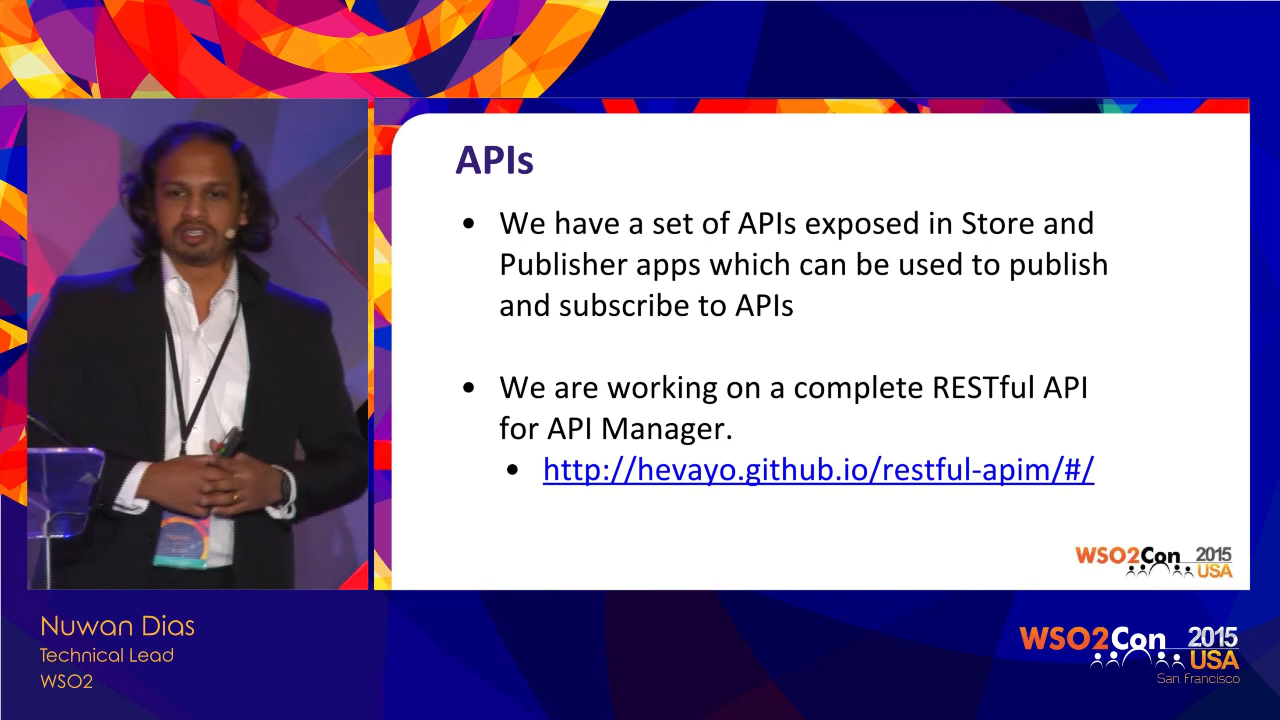 APIs
• We have a set of APIs exposed in Store and
Publisher apps which can be used to publish
and subscribe to APIs
• We are working on a complete RESTful API
for API Manager.
• http://hevayo.github.io/restful-apim/#/
WSO2Con 2015
USA
Nuwan Dias
Technical Lead
WSO2
WSO2Con 2015
USA
San Francisco